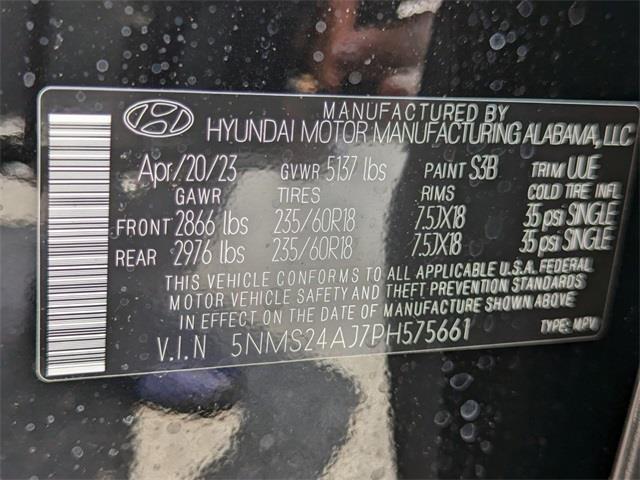 MANUFACTURED BY
HYUNDAI MOTOR MANUFACTURING ALABAMA, LLC
Apr/20/23 GVWR 5137 lbs PAINT S3B TRIM UUE
GAWR TIRES RIMS COLD TIRE INFL
FRONT 2866 lbs 235/60R18 7.5JX18 35 psi SINGLE
REAR 2976 lbs 235/60R18 7.5JX18 35 psi SINGLE
THIS VEHICLE CONFORMS TO ALL APPLICABLE U.S.A. FEDERAL
MOTOR VEHICLE SAFETY AND THEFT PREVENTION STANDARDS
IN EFFECT ON THE DATE OF MANUFACTURE SHOWN ABOVE.
V.I.N 5NMS24AJ7PH575661 TYPE: MPV